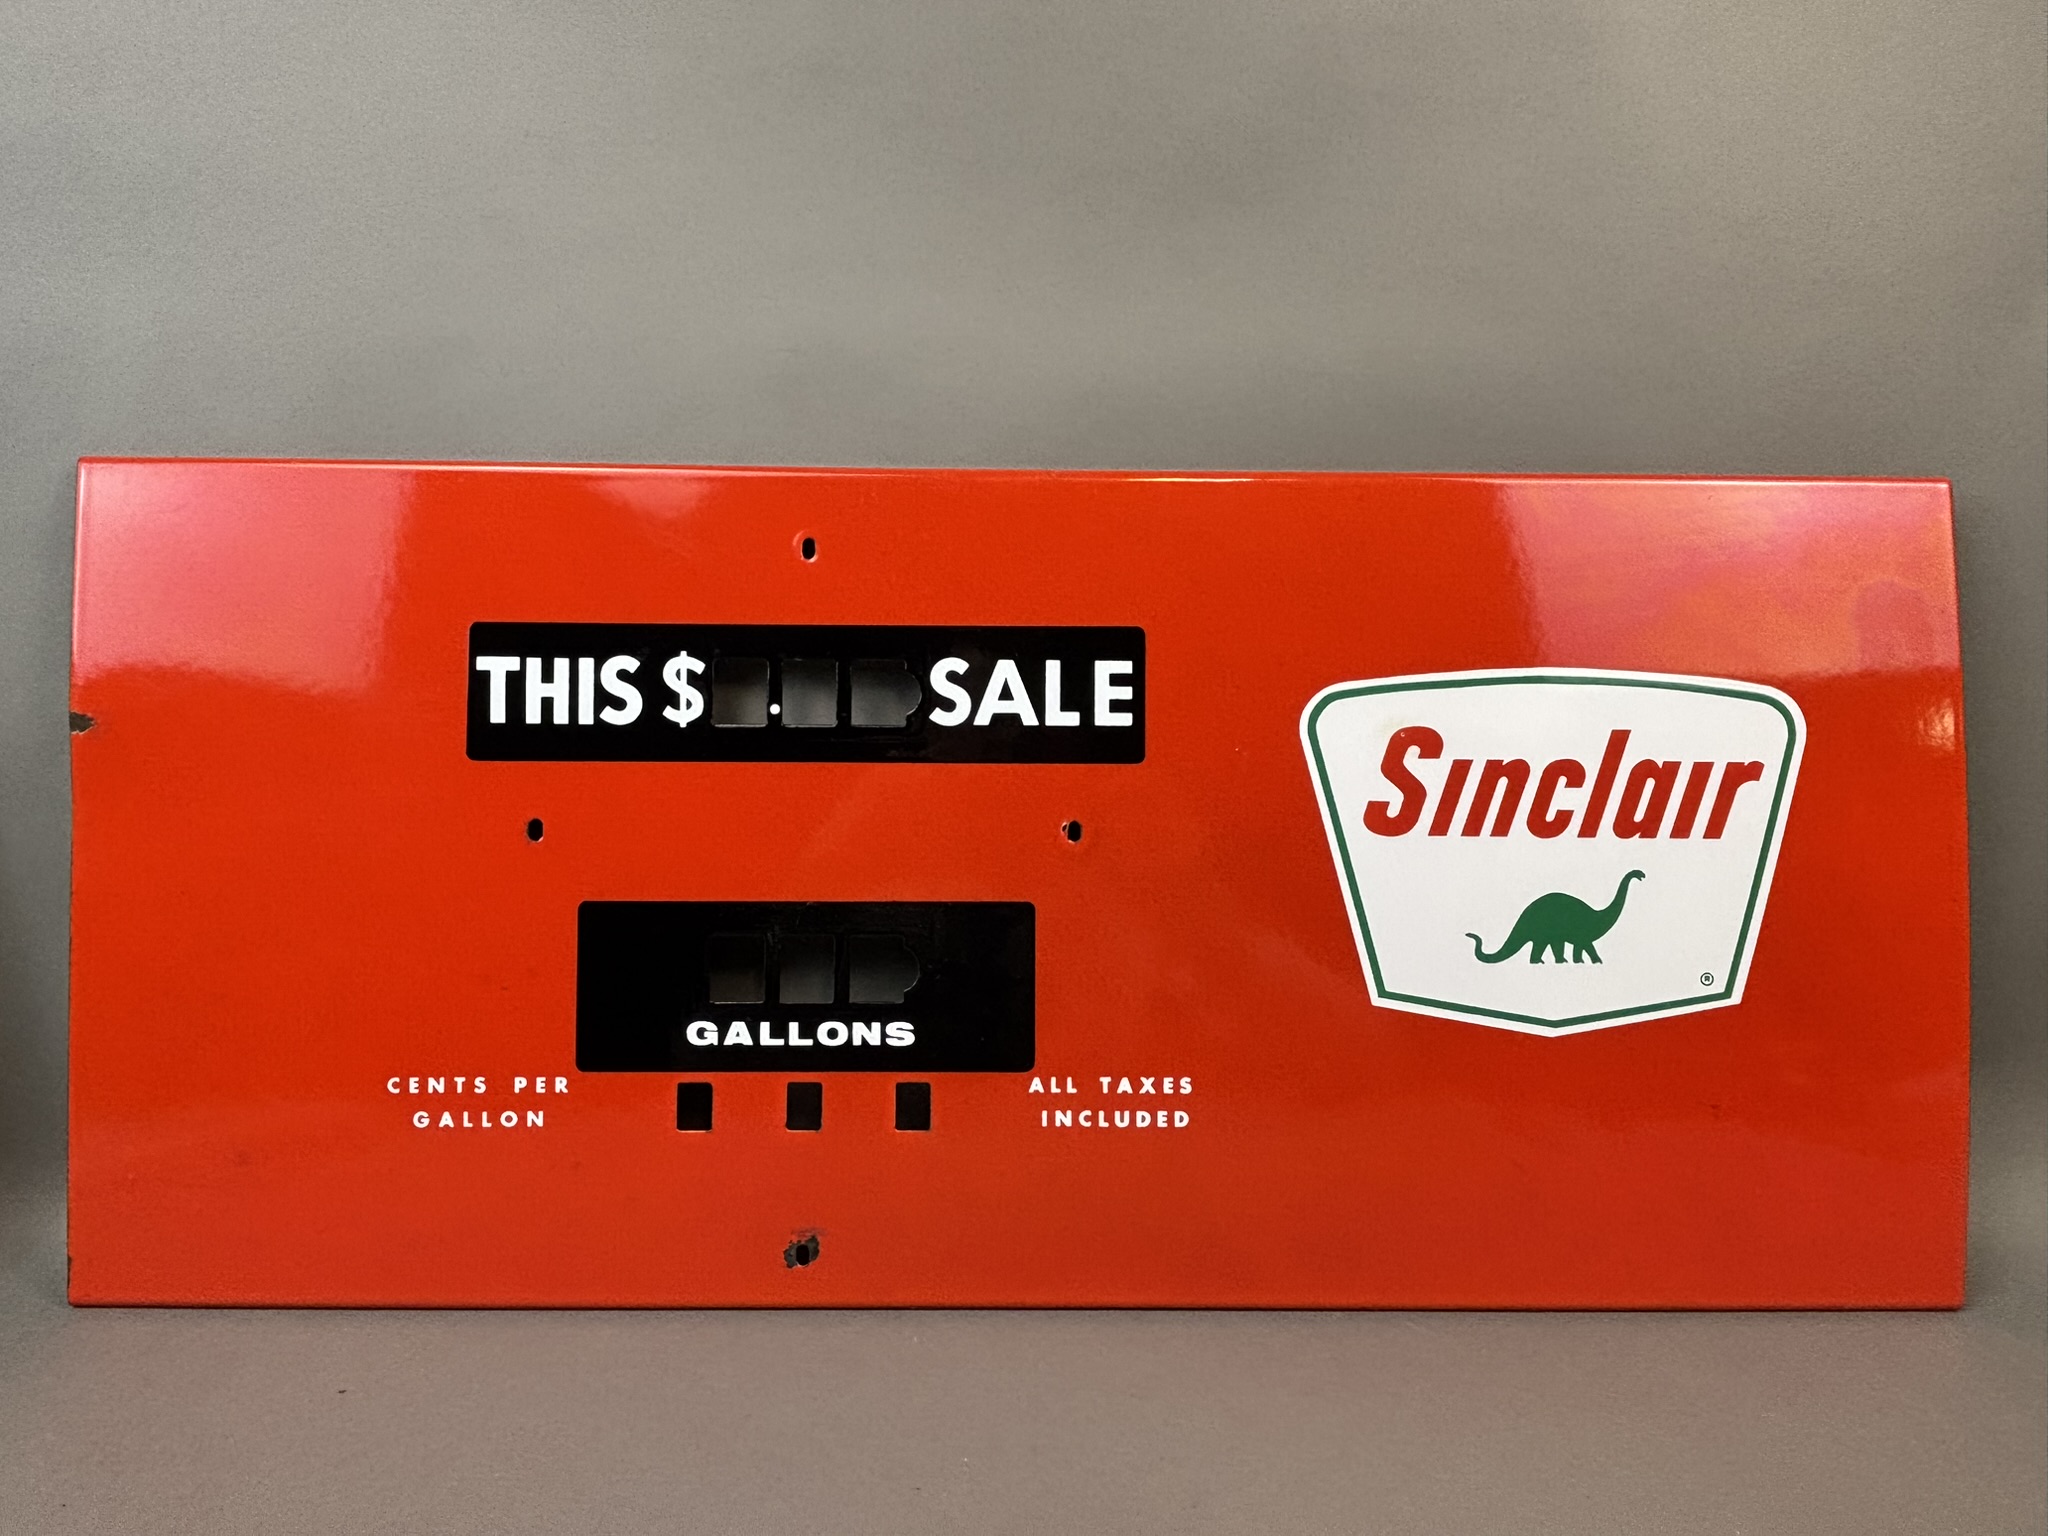 THIS $ . SALE
Sinclair
GALLONS
CENTS PER
GALLON
ALL TAXES
INCLUDED
®